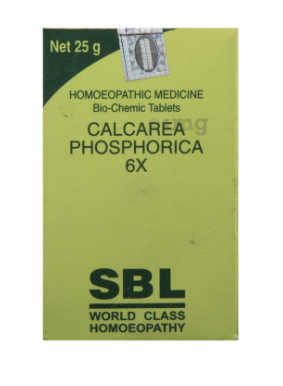 Net 25 g
HOMOEOPATHIC MEDICINE
Bio-Chemic Tablets
CALCAREA
PHOSPHORICA
6X
SBL
WORLD CLASS
HOMOEOPATHY